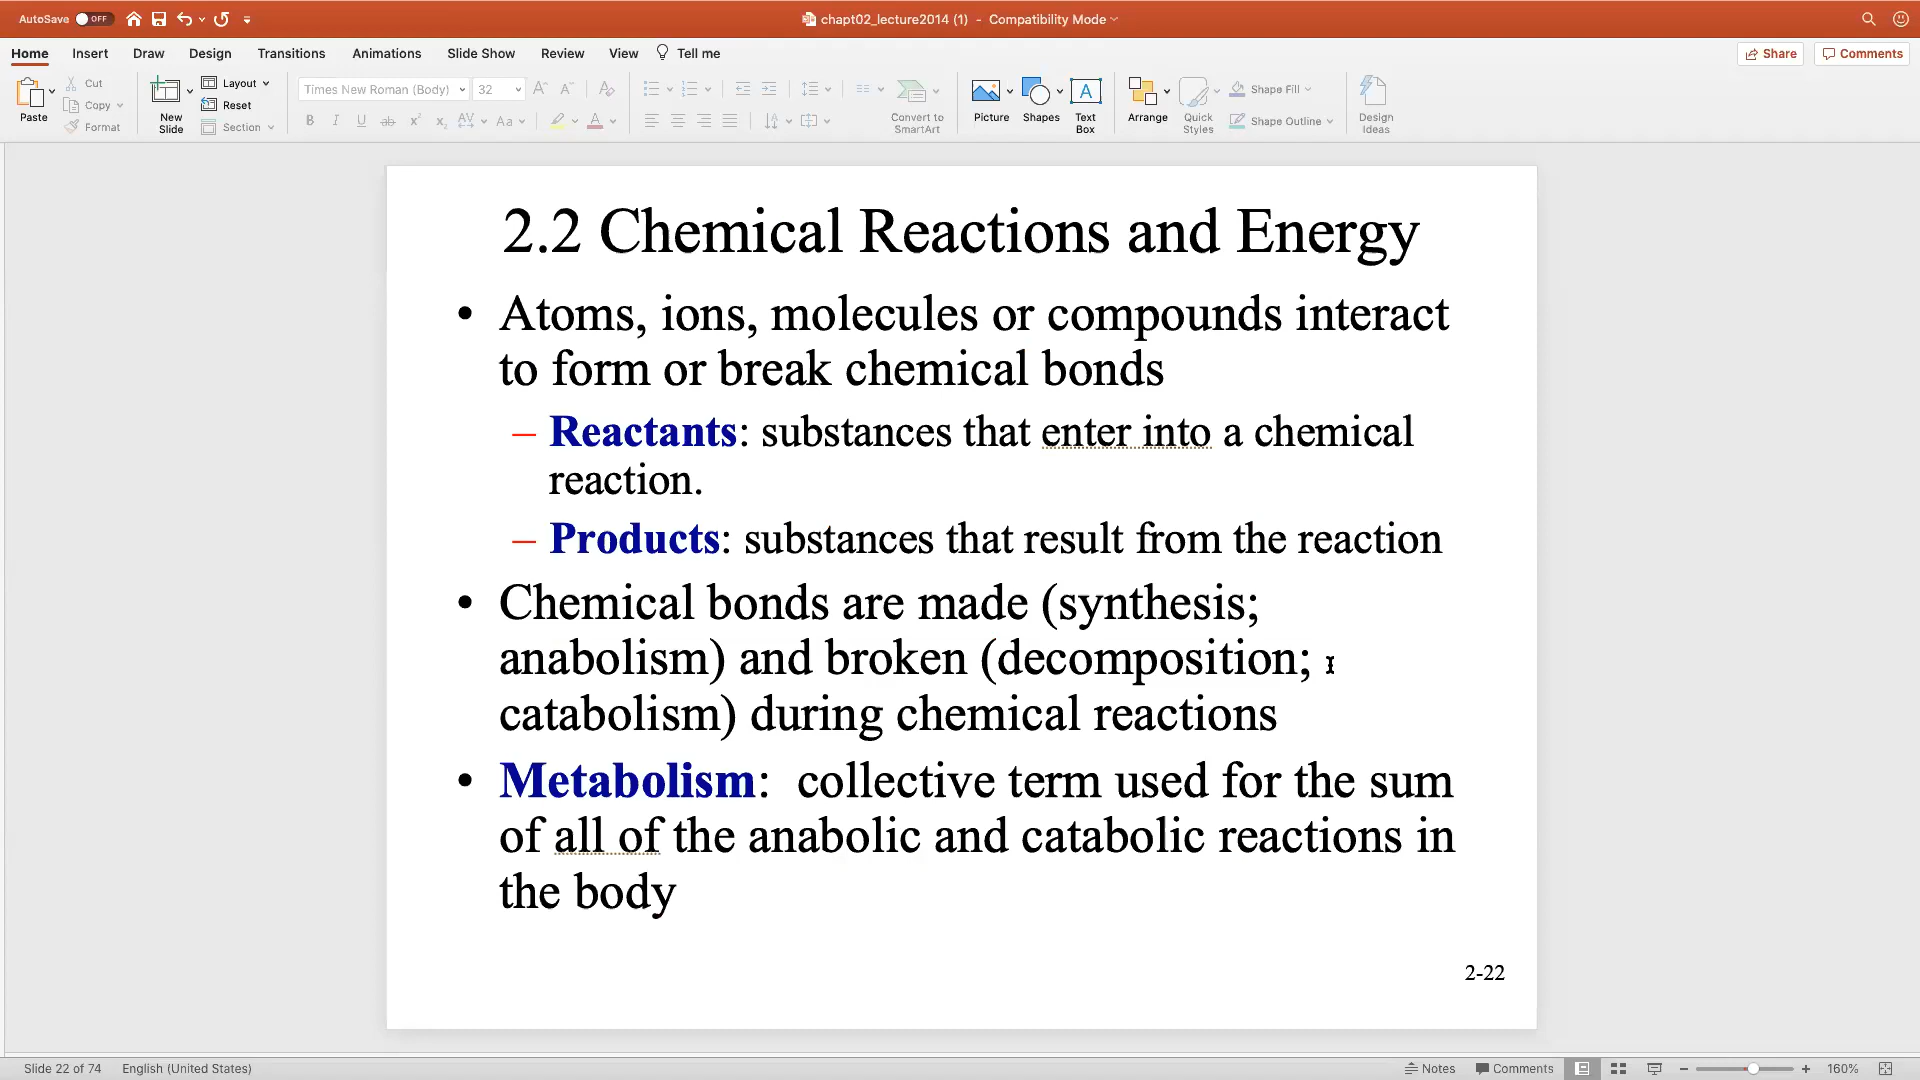 AutoSave OFF
chapt02_lecture2014 (1) - Compatibility Mode
Home Insert Draw Design Transitions Animations Slide Show Review View Tell me
Share Comments
Paste
Cut
Copy
Format
New
Slide
Layout
Reset
Section
Times New Roman (Body) 32
Convert to
SmartArt
Picture
Shapes
Text
Box
Arrange
Quick
Styles
Shape Fill
Shape Outline
Design
Ideas
2.2 Chemical Reactions and Energy
• Atoms, ions, molecules or compounds interact
to form or break chemical bonds
– Reactants: substances that enter into a chemical
reaction.
– Products: substances that result from the reaction
• Chemical bonds are made (synthesis;
anabolism) and broken (decomposition;
catabolism) during chemical reactions
• Metabolism: collective term used for the sum
of all of the anabolic and catabolic reactions in
the body
2-22
Slide 22 of 74 English (United States)
Notes Comments 160%